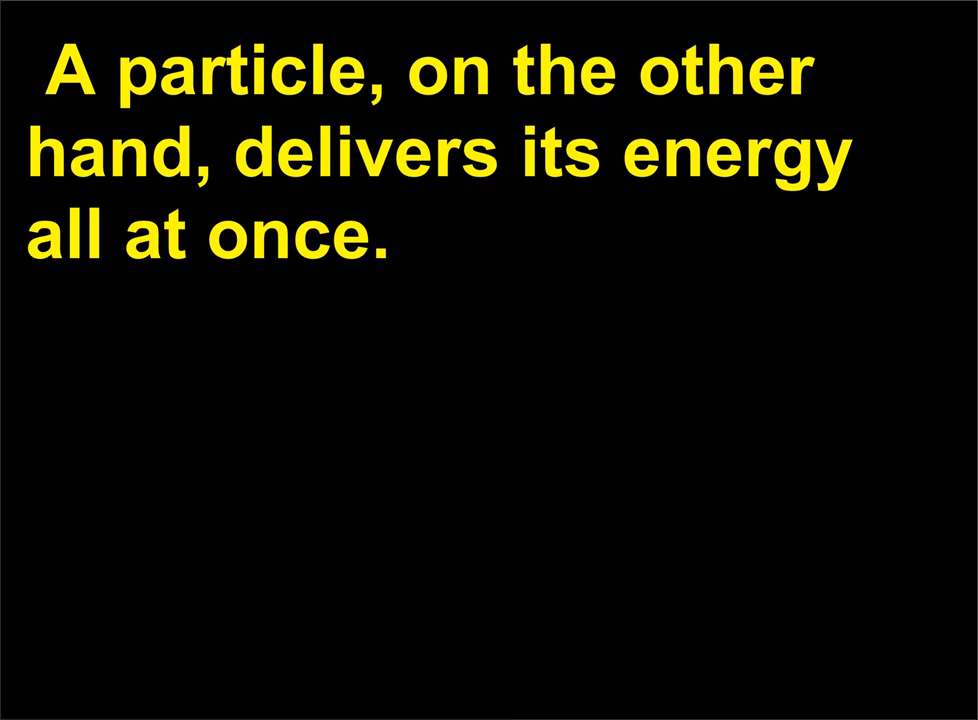 A particle, on the other
hand, delivers its energy
all at once.